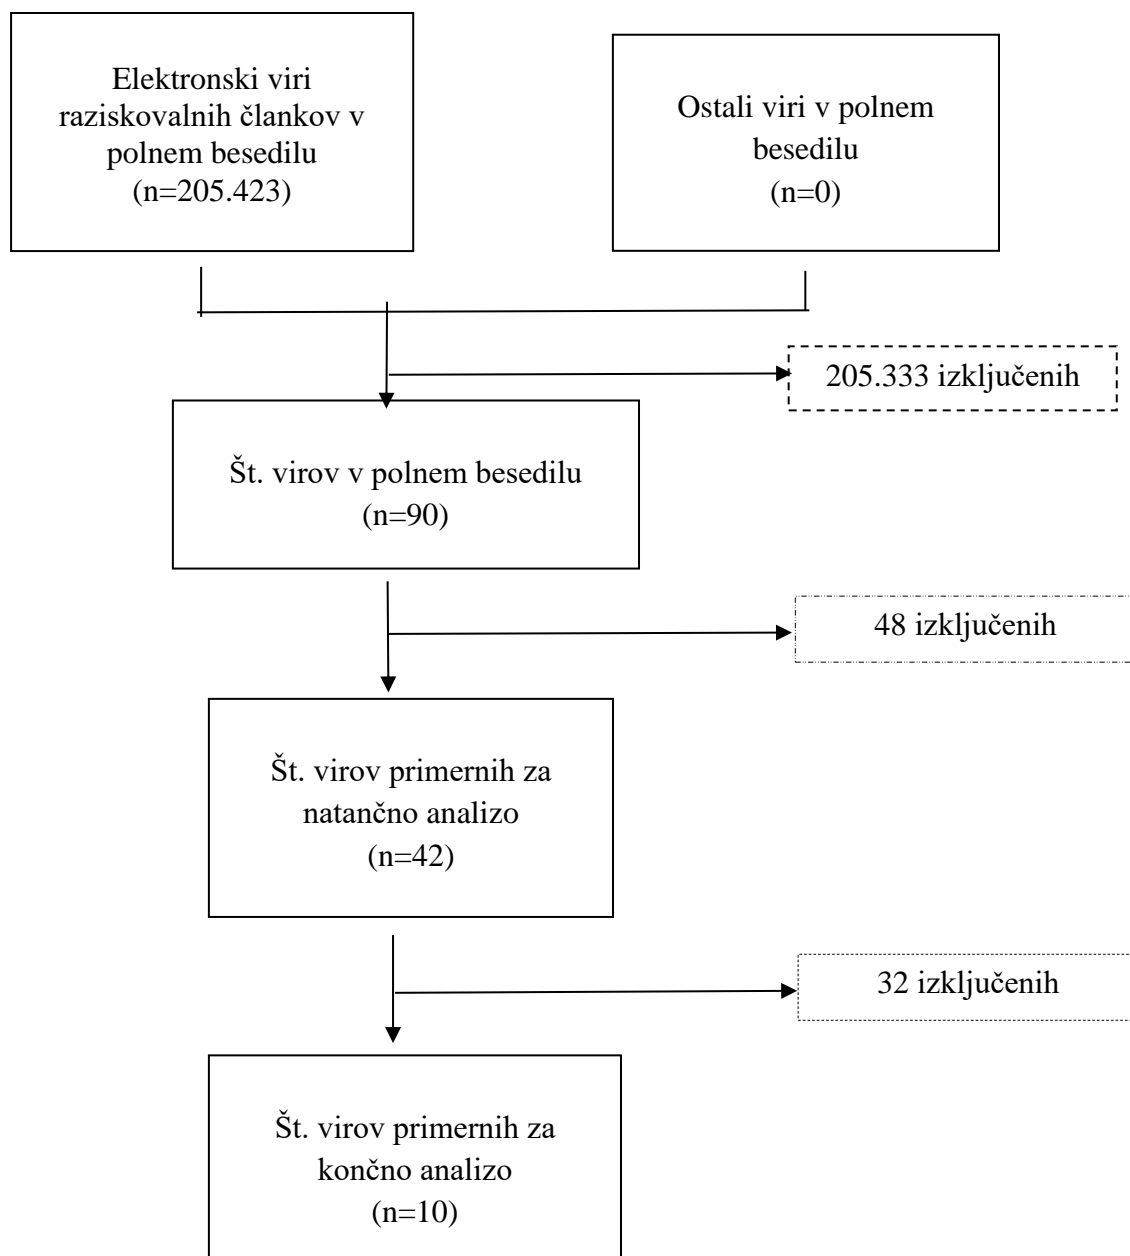 Elektronski viri
raziskovalnih člankov v
polnem besedilu
(n=205.423)
Ostali viri v polnem
besedilu
(n=0)
205.333 izključenih
Št. virov v polnem besedilu
(n=90)
48 izključenih
Št. virov primernih za
natančno analizo
(n=42)
32 izključenih
Št. virov primernih za
končno analizo
(n=10)